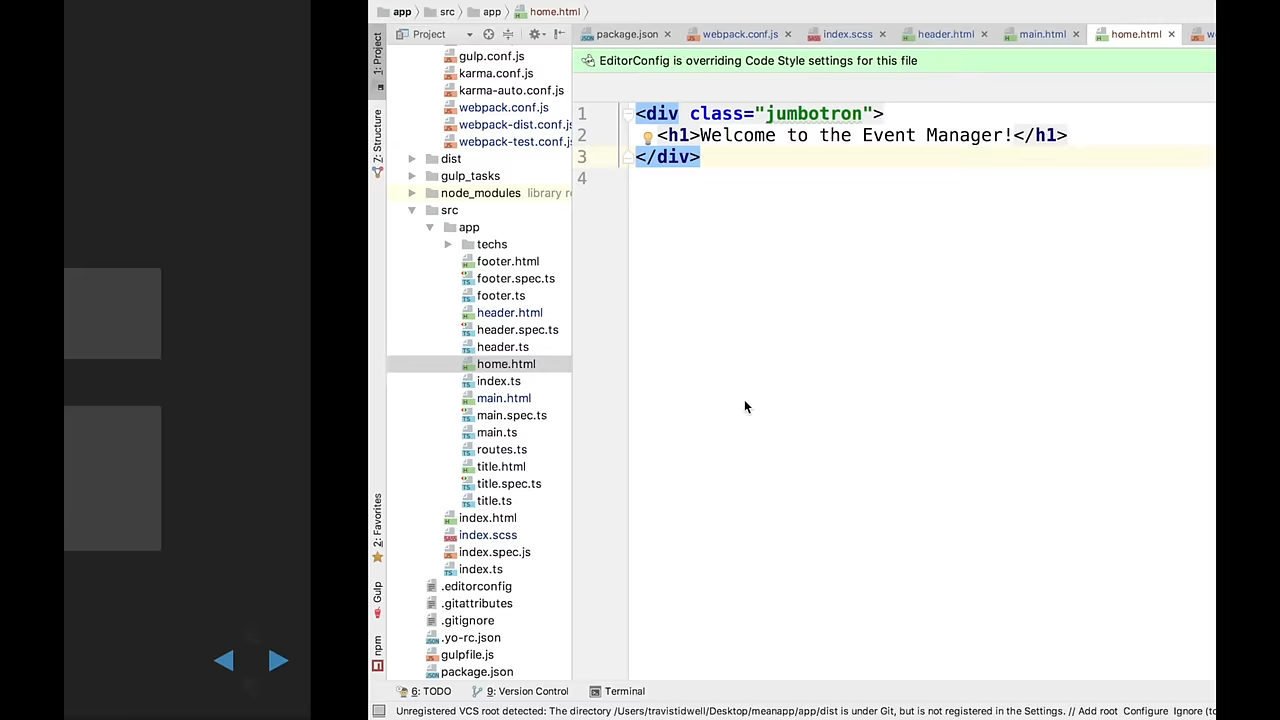 app src app home.html
1: Project
Project
package.json webpack.conf.js index.scss header.html main.html home.html
EditorConfig is overriding Code Style settings for this file
gulp.conf.js
karma.conf.js
karma-auto.conf.js
webpack.conf.js
webpack-dist.conf.js
webpack-test.conf.js
dist
gulp_tasks
node_modules library
src
app
techs
footer.html
footer.spec.ts
footer.ts
header.html
header.spec.ts
header.ts
home.html
index.ts
main.html
main.spec.ts
main.ts
routes.ts
title.html
title.spec.ts
title.ts
index.html
index.scss
index.spec.js
index.ts
.editorconfig
.gitattributes
.gitignore
.yo-rc.json
gulpfile.js
package.json
7: Structure
2: Favorites
Gulp
npm
1 <div class="jumbotron">
2 <h1>Welcome to the Event Manager!</h1>
3 </div>
4
6: TODO 9: Version Control Terminal
Unregistered VCS root detected: The directory /Users/travistidwell/Desktop/meanapp/app/dist is under Git, but is not registered in the Settings. // Add root Configure Ignore (to